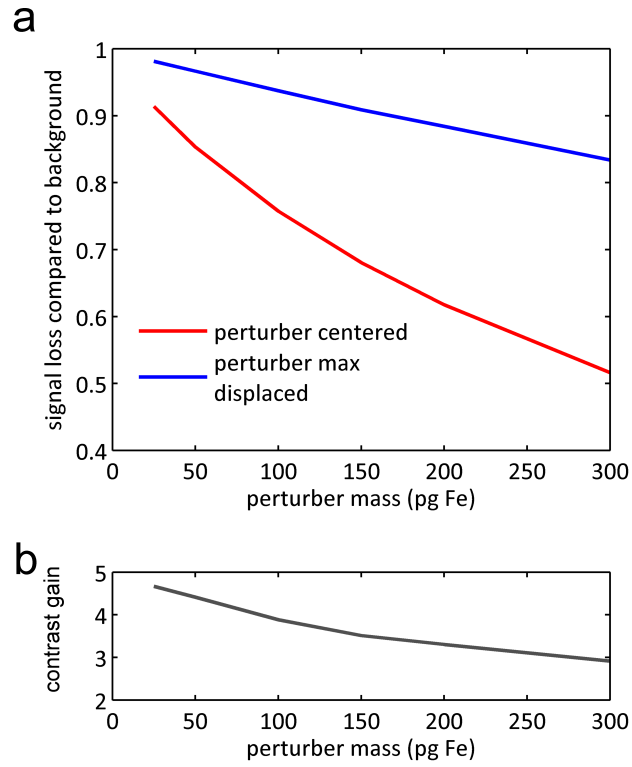 a
signal loss compared to background
1
0.9
0.8
0.7
0.6
0.5
0.4
perturber centered
perturber max
displaced
0 50 100 150 200 250 300
perturber mass (pg Fe)
b
contrast gain
5
4
3
2
0 50 100 150 200 250 300
perturber mass (pg Fe)